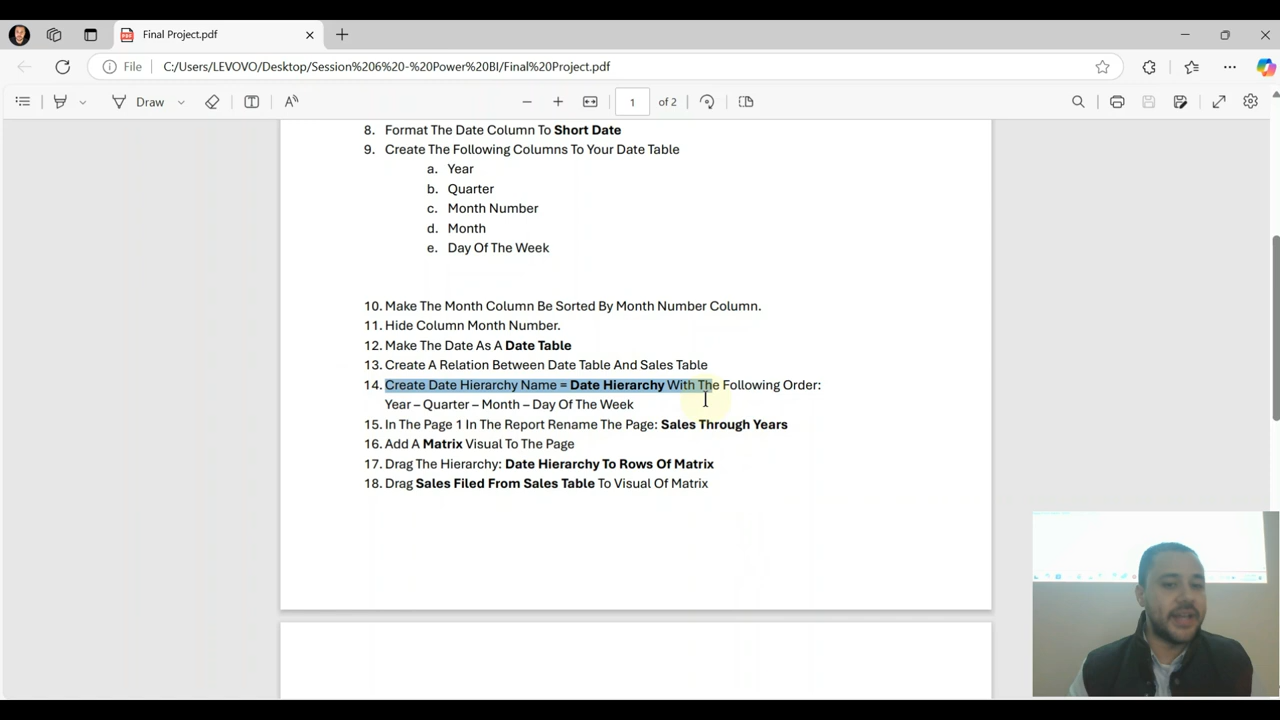 Final Project.pdf
File
C:/Users/LEVOVO/Desktop/Session%206%20-%20Power%20BI/Final%20Project.pdf
Draw
1
of 2
8. Format The Date Column To Short Date
9. Create The Following Columns To Your Date Table
a. Year
b. Quarter
c. Month Number
d. Month
e. Day Of The Week
10. Make The Month Column Be Sorted By Month Number Column.
11. Hide Column Month Number.
12. Make The Date As A Date Table
13. Create A Relation Between Date Table And Sales Table
14. Create Date Hierarchy Name = Date Hierarchy With The Following Order:
Year – Quarter – Month – Day Of The Week
15. In The Page 1 In The Report Rename The Page: Sales Through Years
16. Add A Matrix Visual To The Page
17. Drag The Hierarchy: Date Hierarchy To Rows Of Matrix
18. Drag Sales Filed From Sales Table To Visual Of Matrix